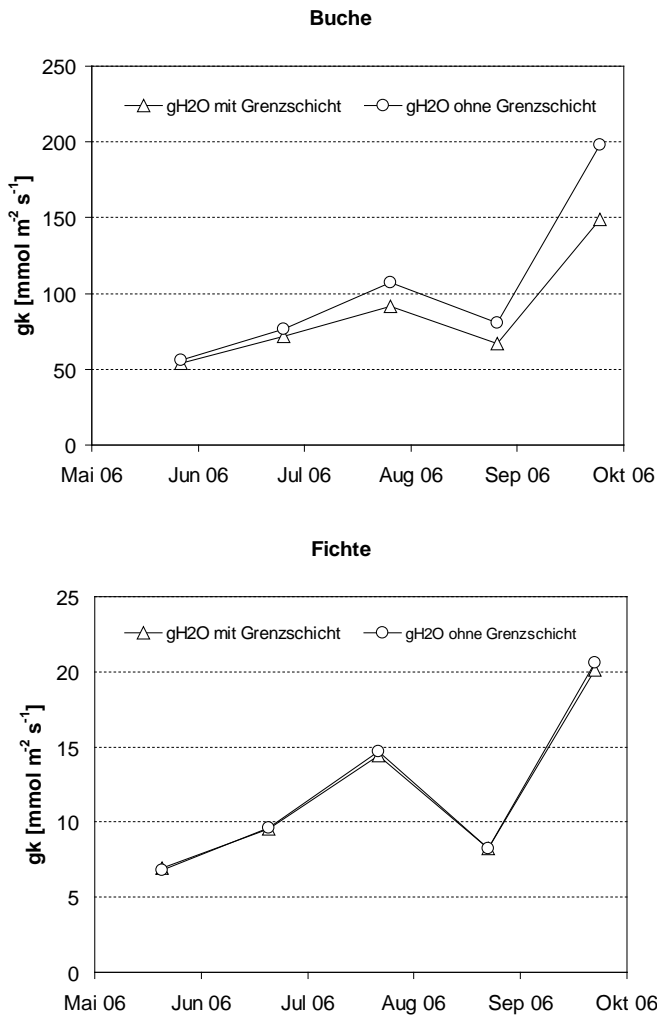 Buche
250
200
150
100
50
0
gk [mmol m⁻² s⁻¹]
gH2O mit Grenzschicht gH2O ohne Grenzschicht
Mai 06 Jun 06 Jul 06 Aug 06 Sep 06 Okt 06
Fichte
25
20
15
10
5
0
gk [mmol m⁻² s⁻¹]
gH2O mit Grenzschicht gH2O ohne Grenzschicht
Mai 06 Jun 06 Jul 06 Aug 06 Sep 06 Okt 06